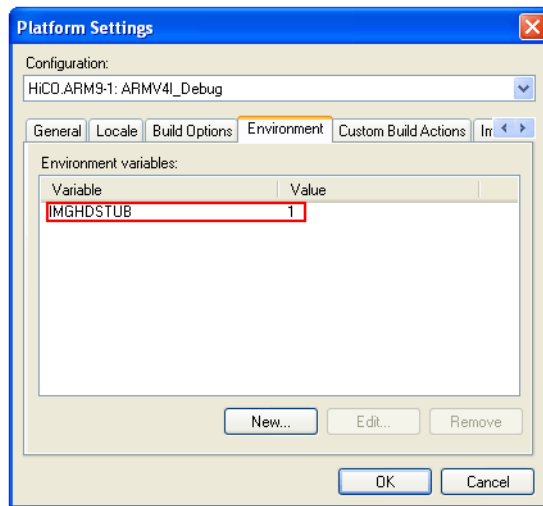 Platform Settings
Configuration:
HiCO.ARM9-1: ARMV4I_Debug
General Locale Build Options Environment Custom Build Actions
Environment variables:
Variable Value
IMGHDSTUB 1
New... Edit... Remove
OK Cancel